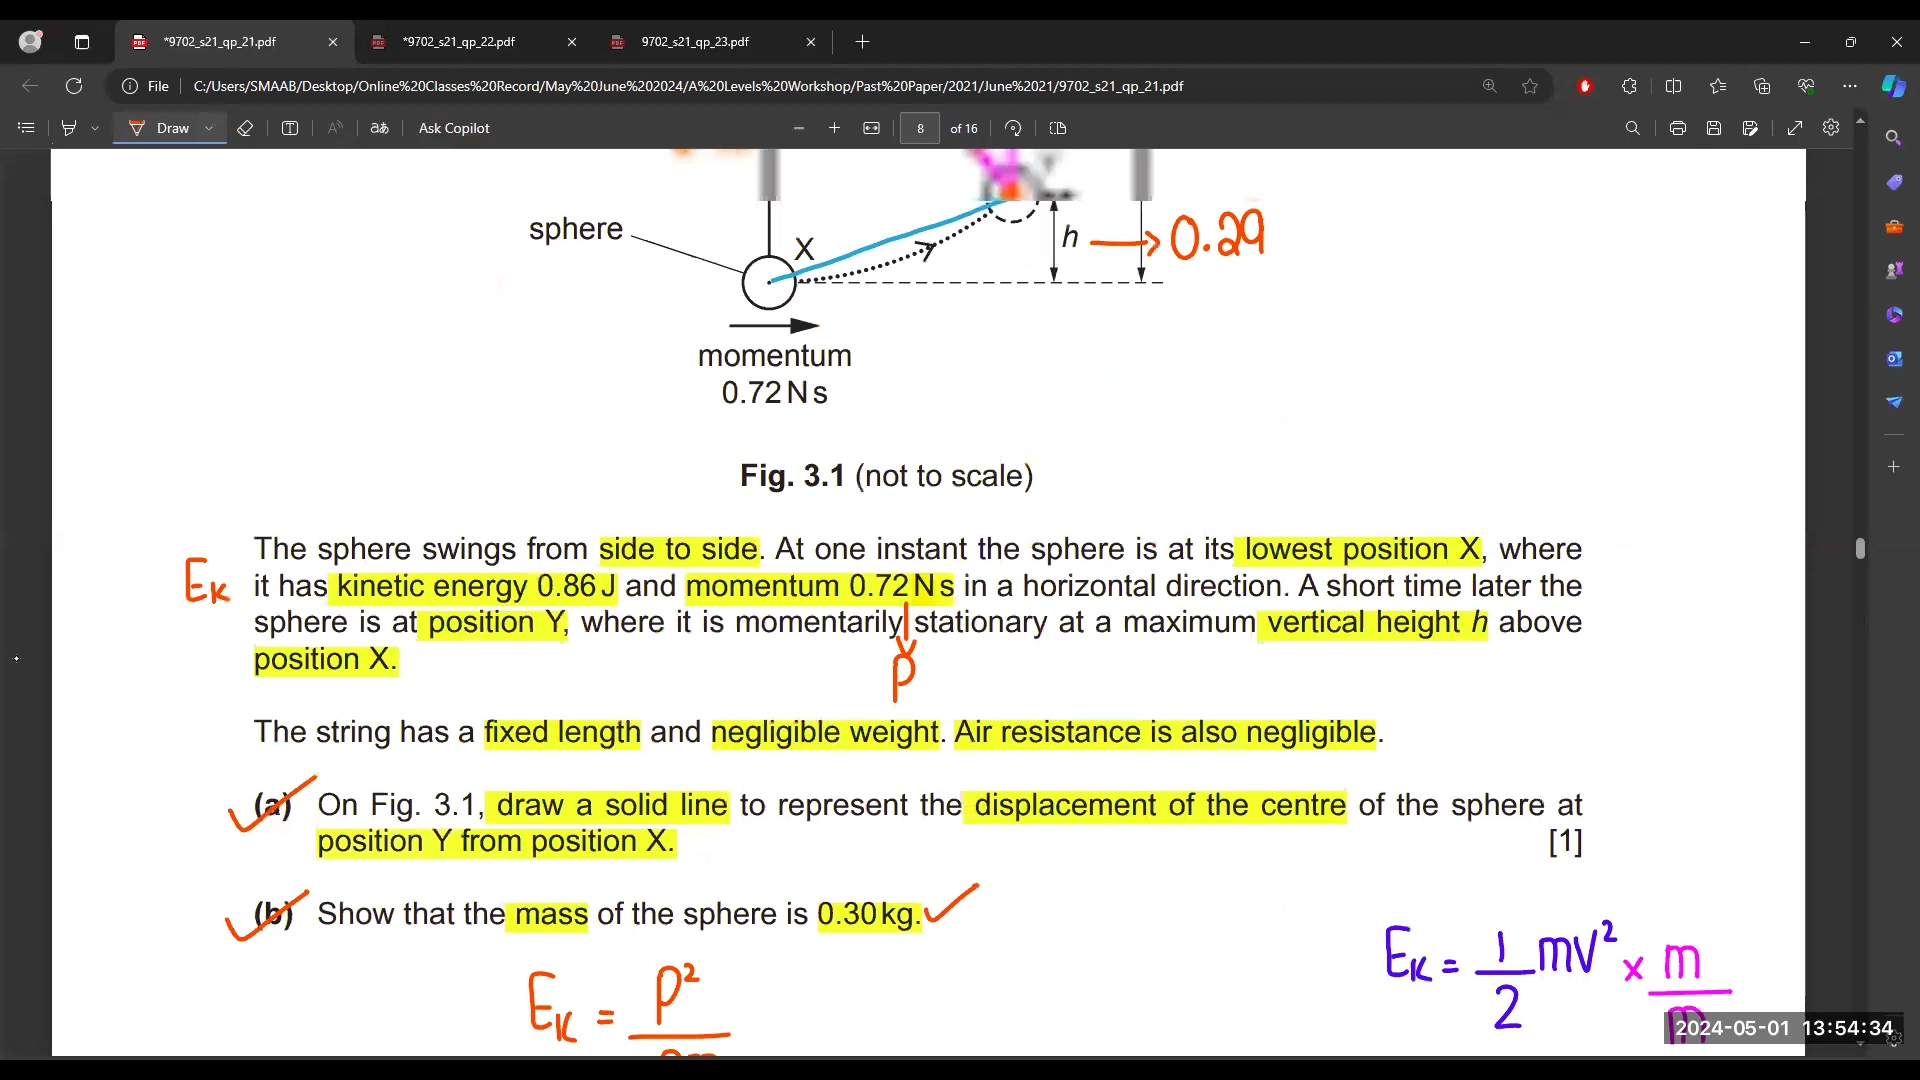 *9702_s21_qp_21.pdf
*9702_s21_qp_22.pdf
9702_s21_qp_23.pdf
File
C:/Users/SMAAB/Desktop/Online%20Classes%20Record/May%20June%202024/A%20Levels%20Workshop/Past%20Paper/2021/June%2021/9702_s21_qp_21.pdf
Draw
aあ
Ask Copilot
8 of 16
sphere
X
h → 0.29
momentum
0.72 N s
Fig. 3.1 (not to scale)
The sphere swings from side to side. At one instant the sphere is at its lowest position X, where
EK it has kinetic energy 0.86 J and momentum 0.72 N s in a horizontal direction. A short time later the
sphere is at position Y, where it is momentarily stationary at a maximum vertical height h above
position X.
p
The string has a fixed length and negligible weight. Air resistance is also negligible.
(a) On Fig. 3.1, draw a solid line to represent the displacement of the centre of the sphere at
position Y from position X. [1]
(b) Show that the mass of the sphere is 0.30 kg.
EK = P²
EK = 1/2 mv² × m/m
2024-05-01 13:54:34